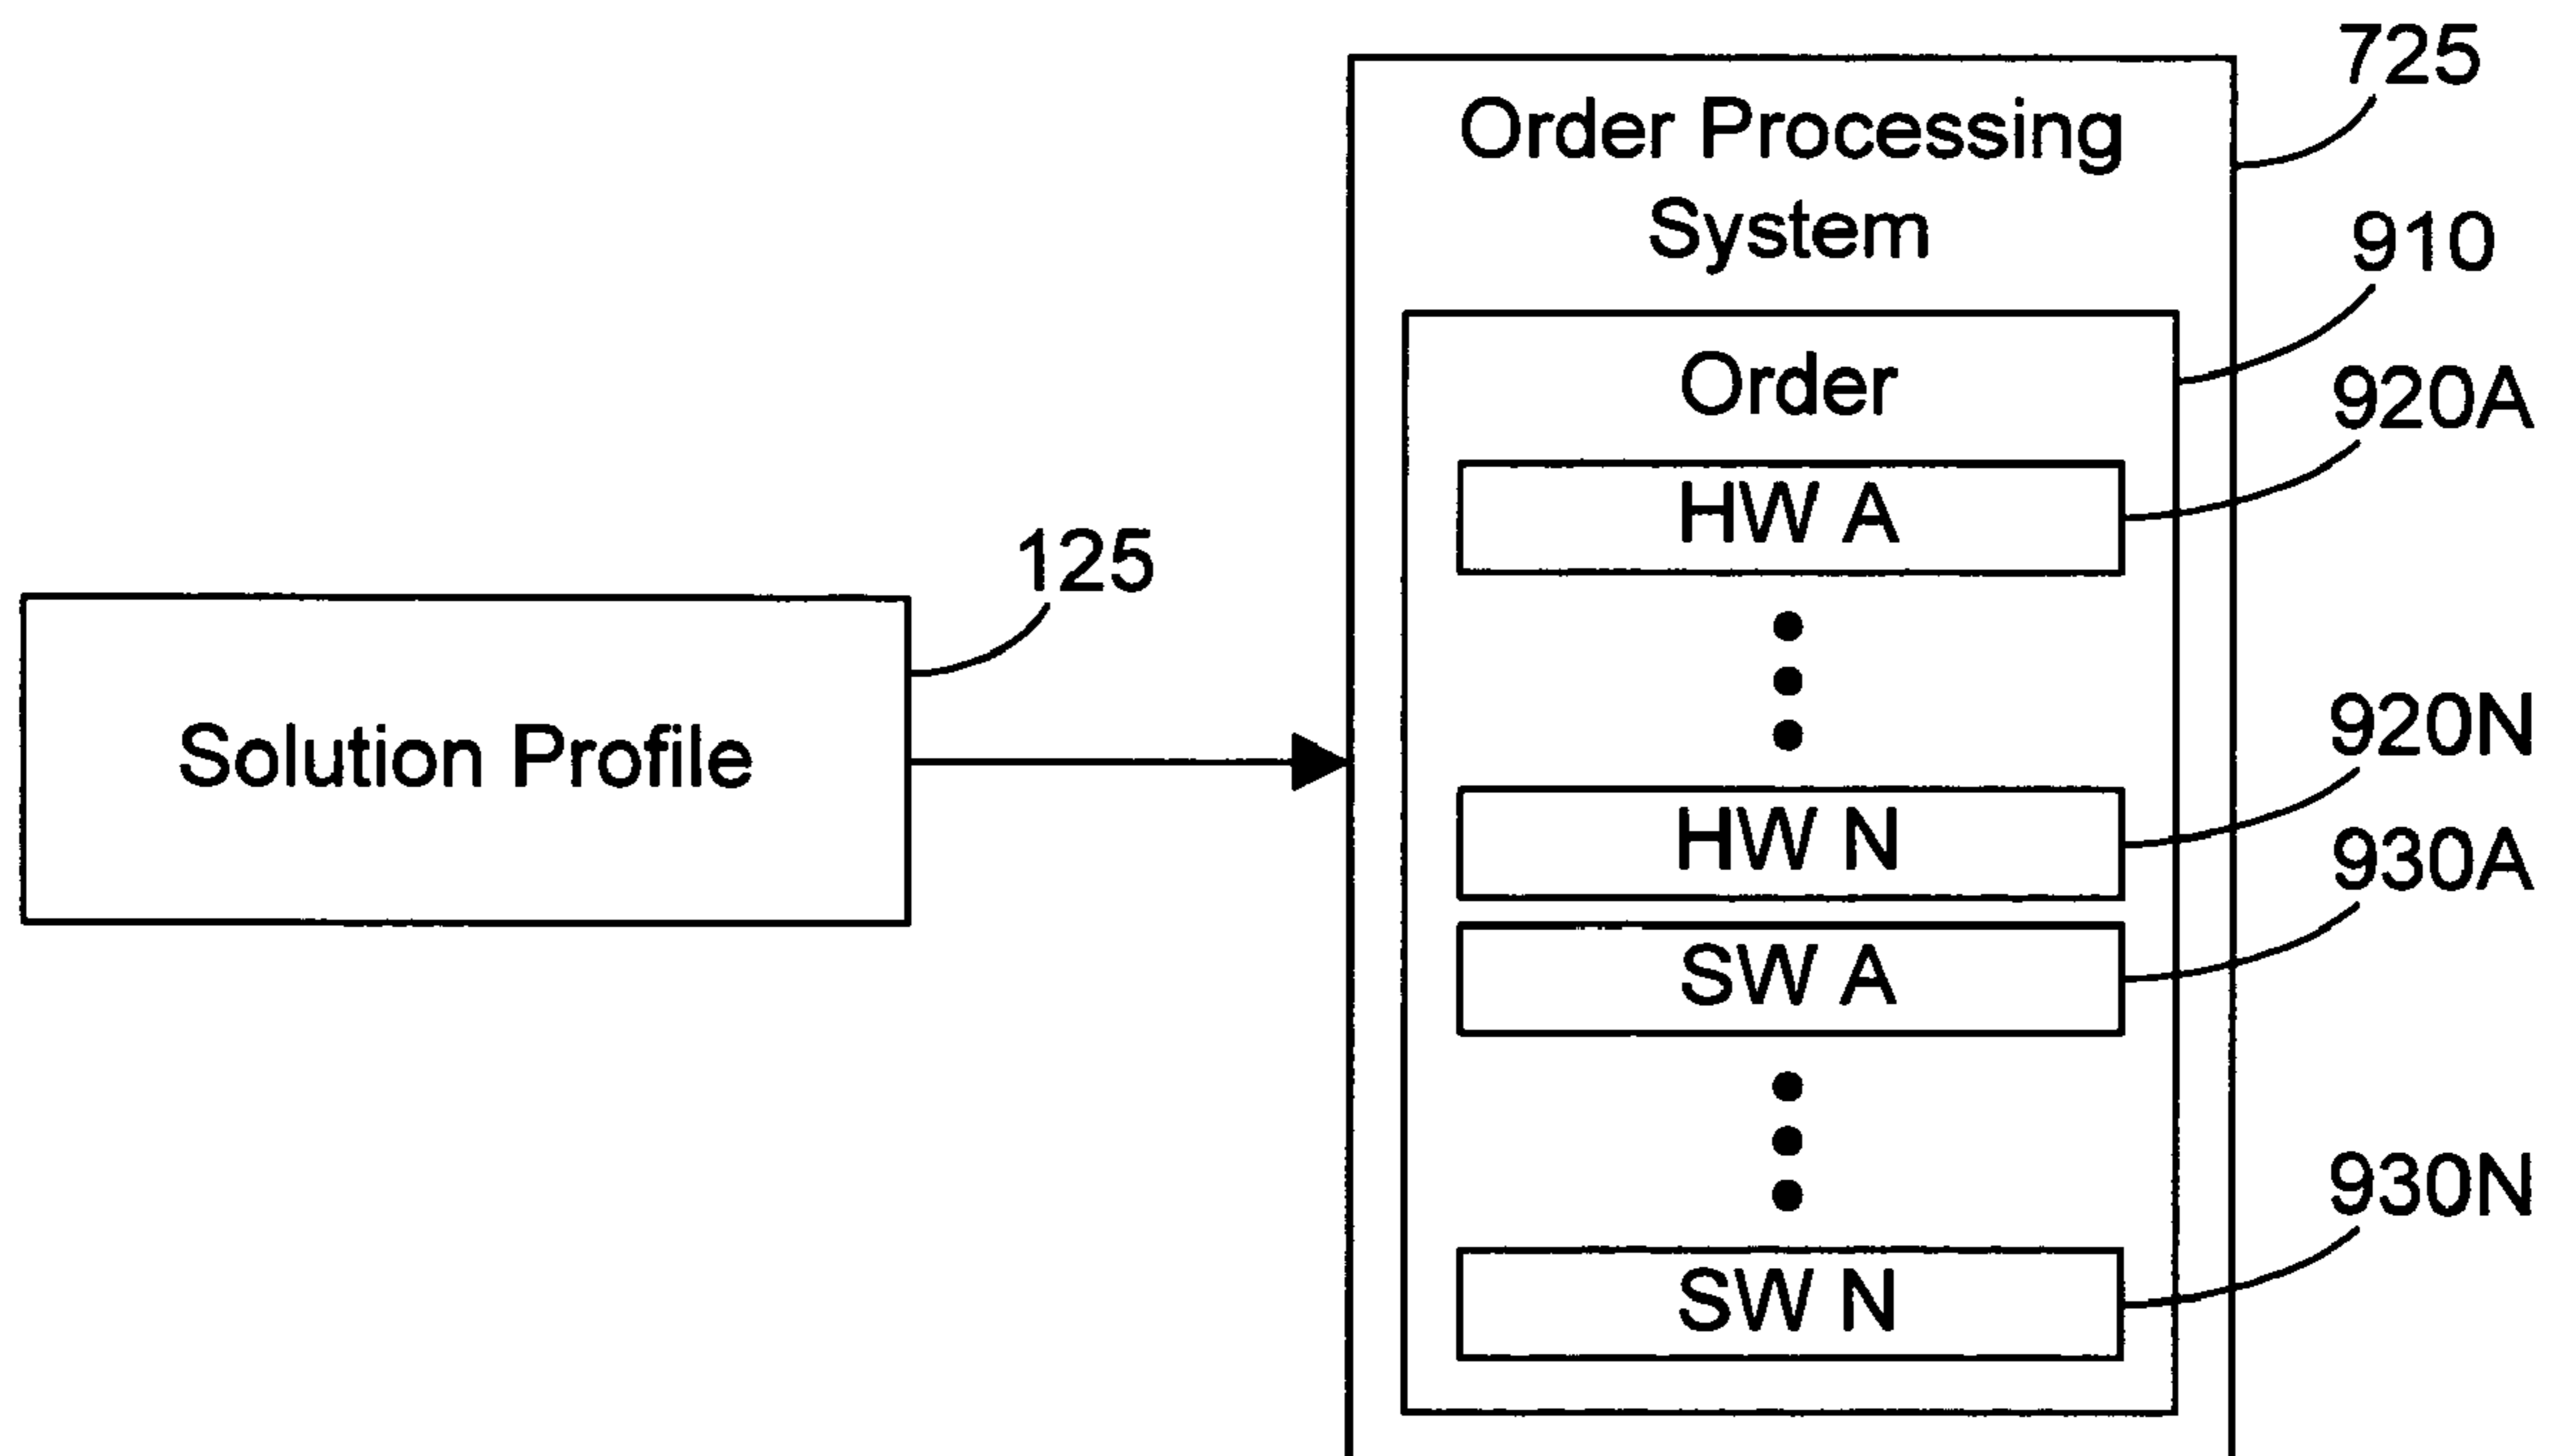 725
Order Processing
System
910
Order
920A
HW A
125
Solution Profile
920N
HW N
930A
SW A
930N
SW N